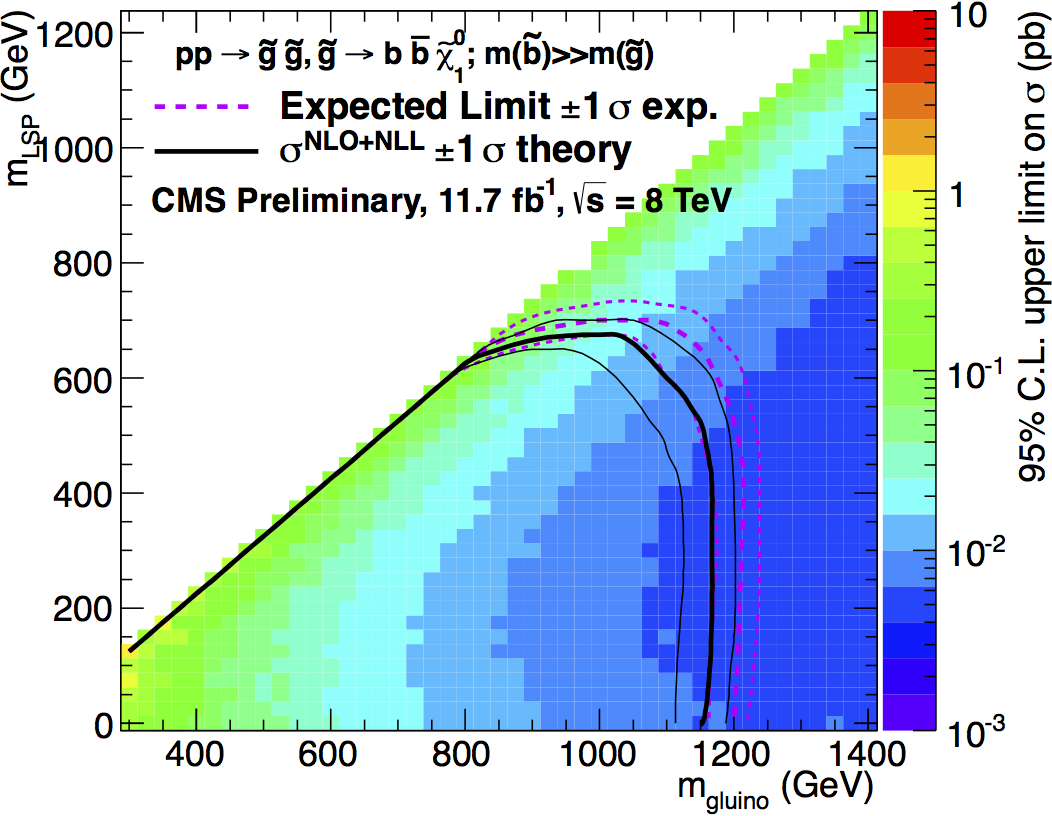 pp → g̃ g̃, g̃ → b b̄ χ̃⁰₁; m(b̃)>>m(g̃)
Expected Limit ±1 σ exp.
σ^NLO+NLL ±1 σ theory
CMS Preliminary, 11.7 fb⁻¹, √s = 8 TeV
m_LSP (GeV)
1200
1000
800
600
400
200
0
400 600 800 1000 1200 1400
m_gluino (GeV)
10
1
10⁻¹
10⁻²
10⁻³
95% C.L. upper limit on σ (pb)